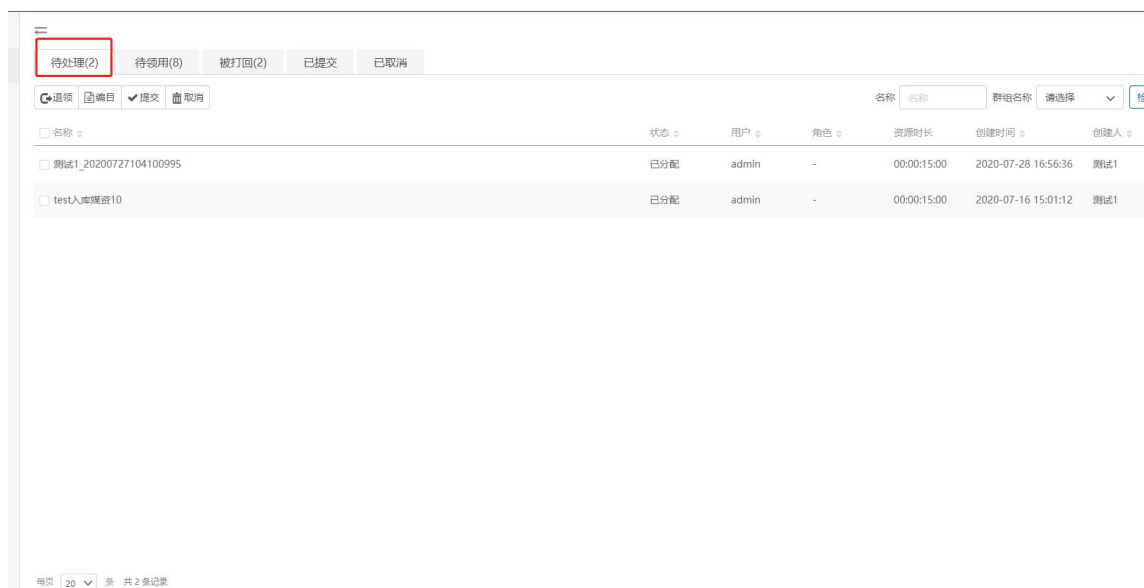 待处理(2) 待领用(8) 被打回(2) 已提交 已取消
退领 编目 提交 取消 名称 名称 群组名称 请选择
名称 状态 用户 角色 资源时长 创建时间 创建人
测试1_20200727104100995 已分配 admin - 00:00:15:00 2020-07-28 16:56:36 测试1
test入库媒资10 已分配 admin - 00:00:15:00 2020-07-16 15:01:12 测试1
每页 20 条 共 2 条记录